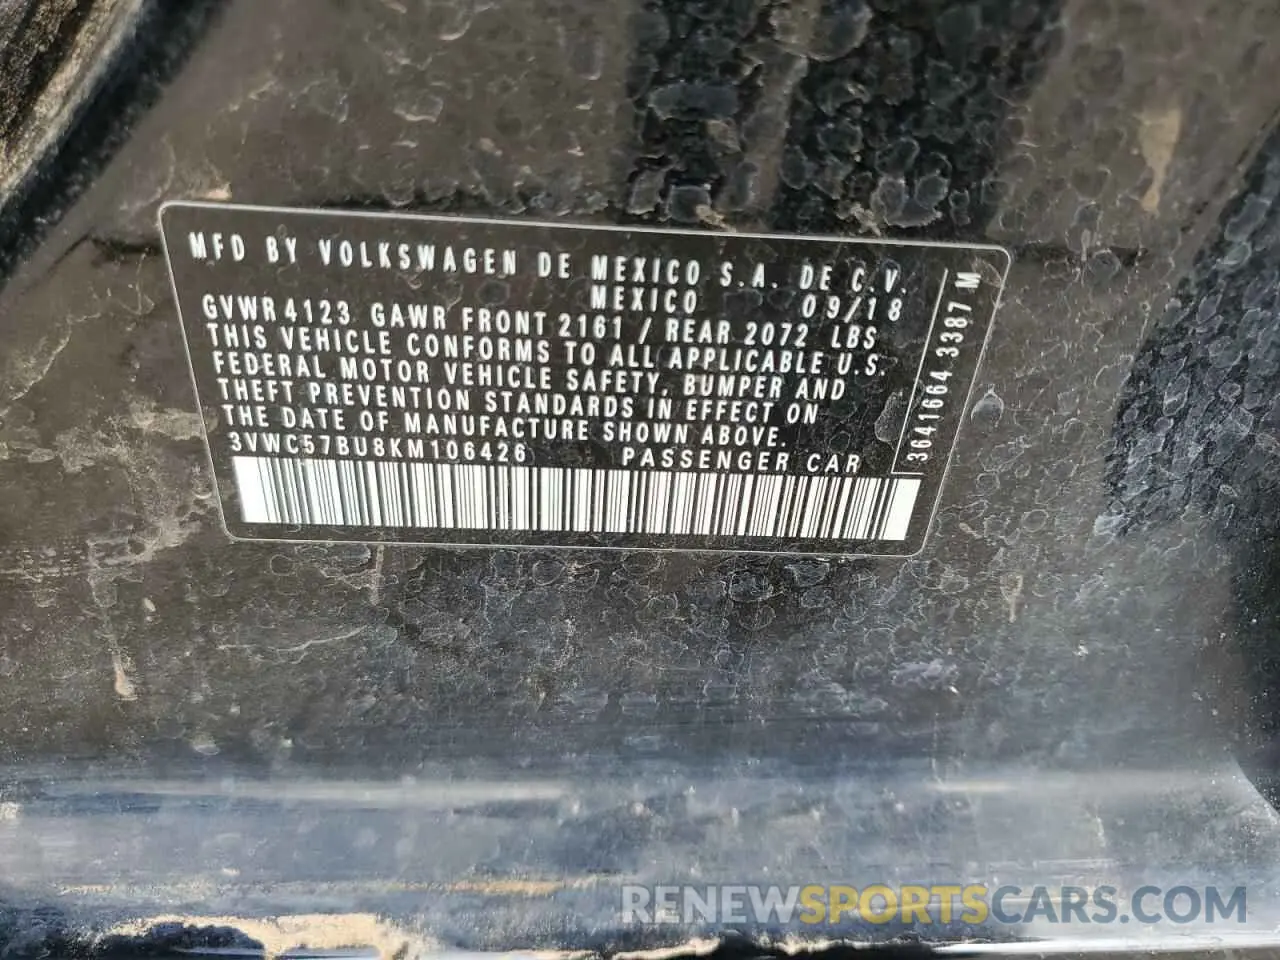 MFD BY VOLKSWAGEN DE MEXICO S.A. DE C.V.
MEXICO 09/18
GVWR 4123 GAWR FRONT 2161 / REAR 2072 LBS
THIS VEHICLE CONFORMS TO ALL APPLICABLE U.S.
FEDERAL MOTOR VEHICLE SAFETY, BUMPER AND
THEFT PREVENTION STANDARDS IN EFFECT ON
THE DATE OF MANUFACTURE SHOWN ABOVE.
3VWC57BU8KM106426 PASSENGER CAR
3641664 3387 M
RENEWSPORTSCARS.COM